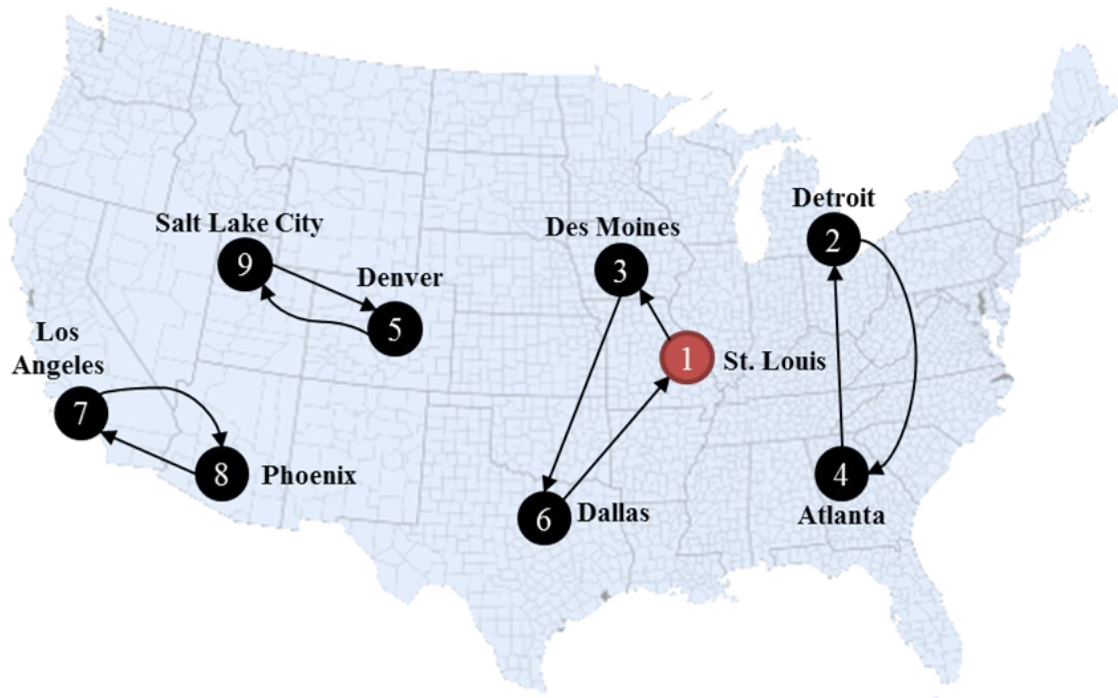 Detroit
2
Salt Lake City
9
Des Moines
3
Denver
5
Los
Angeles
7
1
St. Louis
8
Phoenix
6
Dallas
4
Atlanta